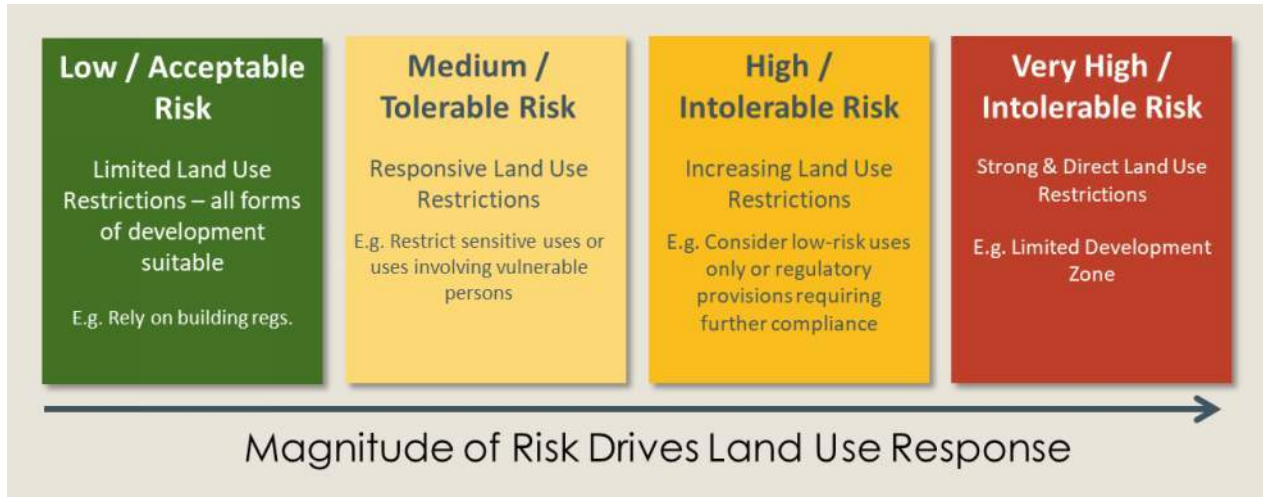 Low / Acceptable
Risk
Limited Land Use
Restrictions – all forms
of development
suitable
E.g. Rely on building regs.
Medium /
Tolerable Risk
Responsive Land Use
Restrictions
E.g. Restrict sensitive uses or
uses involving vulnerable
persons
High /
Intolerable Risk
Increasing Land Use
Restrictions
E.g. Consider low-risk uses
only or regulatory
provisions requiring
further compliance
Very High /
Intolerable Risk
Strong & Direct Land Use
Restrictions
E.g. Limited Development
Zone
Magnitude of Risk Drives Land Use Response